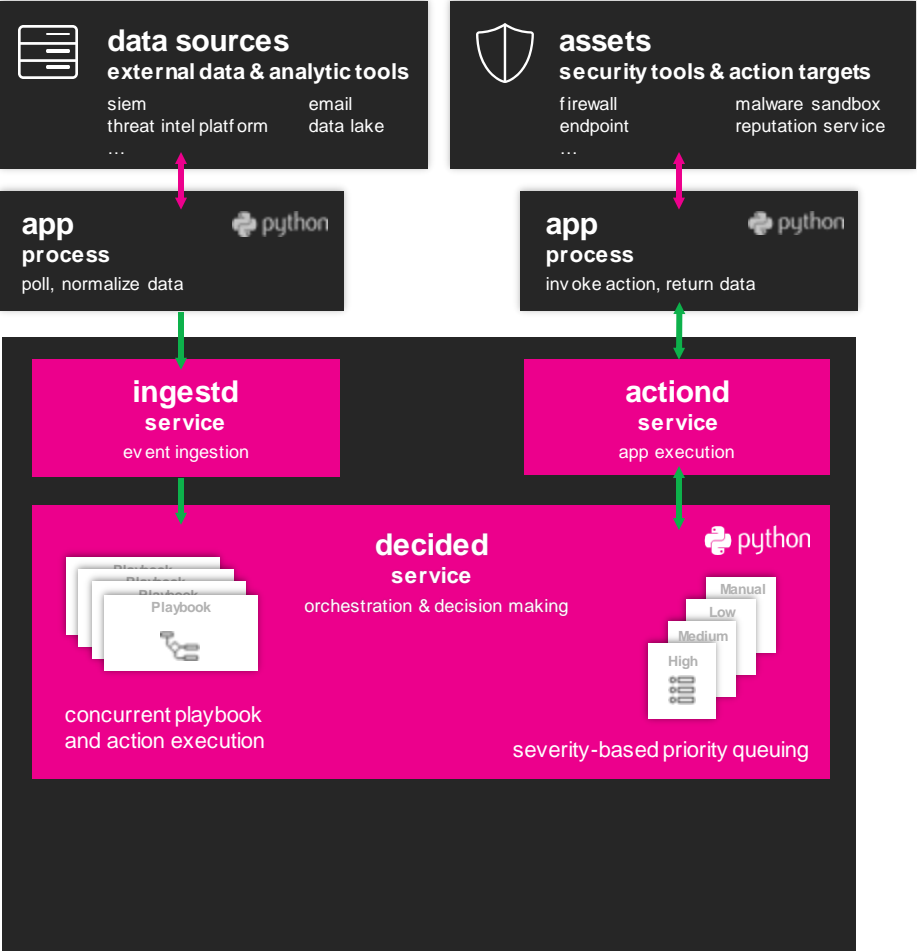 data sources
external data & analytic tools
siem
threat intel platform
…
email
data lake
assets
security tools & action targets
firewall
endpoint
…
malware sandbox
reputation service
app
process
poll, normalize data
python
app
process
invoke action, return data
python
ingestd
service
event ingestion
actiond
service
app execution
decided
service
orchestration & decision making
python
Playbook
Playbook
Playbook
Playbook
concurrent playbook
and action execution
Manual
Low
Medium
High
severity-based priority queuing